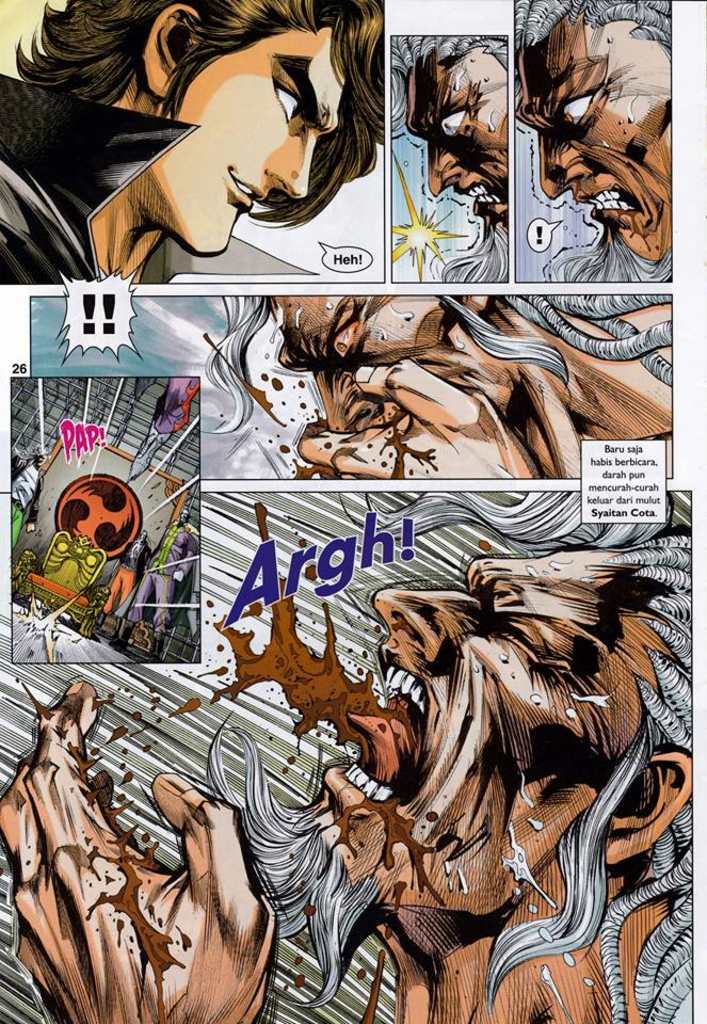 Heh!
!
!!
26
PAP!
Baru saja
habis berbicara,
darah pun
mencurah-curah
keluar dari mulut
Syaitan Cota.
Argh!